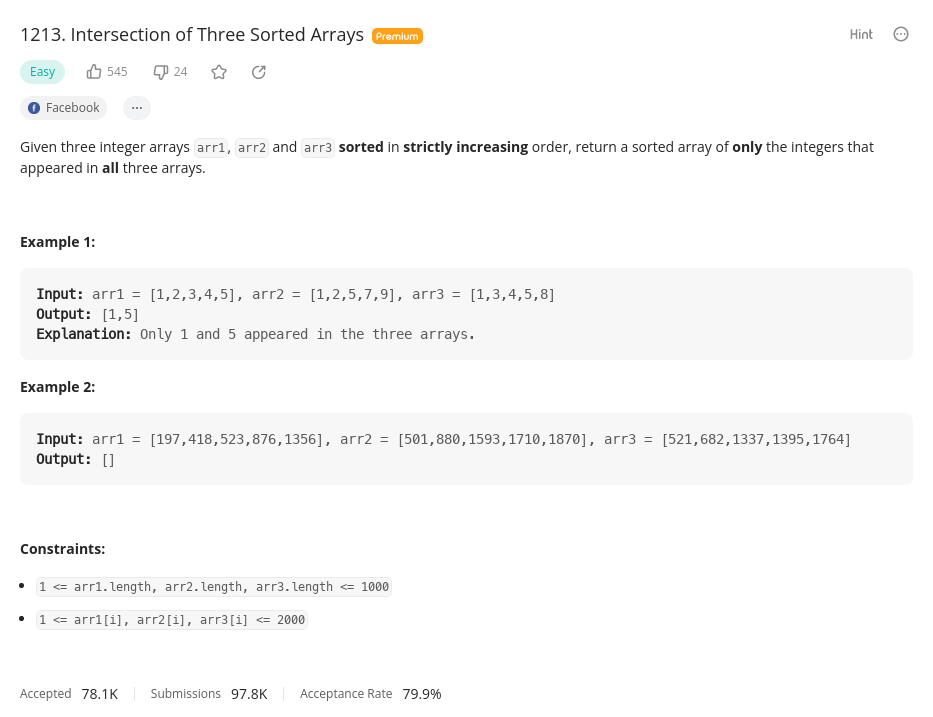 1213. Intersection of Three Sorted Arrays Premium Hint
Easy 545 24
Facebook ...
Given three integer arrays arr1, arr2 and arr3 sorted in strictly increasing order, return a sorted array of only the integers that
appeared in all three arrays.
Example 1:
Input: arr1 = [1,2,3,4,5], arr2 = [1,2,5,7,9], arr3 = [1,3,4,5,8]
Output: [1,5]
Explanation: Only 1 and 5 appeared in the three arrays.
Example 2:
Input: arr1 = [197,418,523,876,1356], arr2 = [501,880,1593,1710,1870], arr3 = [521,682,1337,1395,1764]
Output: []
Constraints:
1 <= arr1.length, arr2.length, arr3.length <= 1000
1 <= arr1[i], arr2[i], arr3[i] <= 2000
Accepted 78.1K Submissions 97.8K Acceptance Rate 79.9%